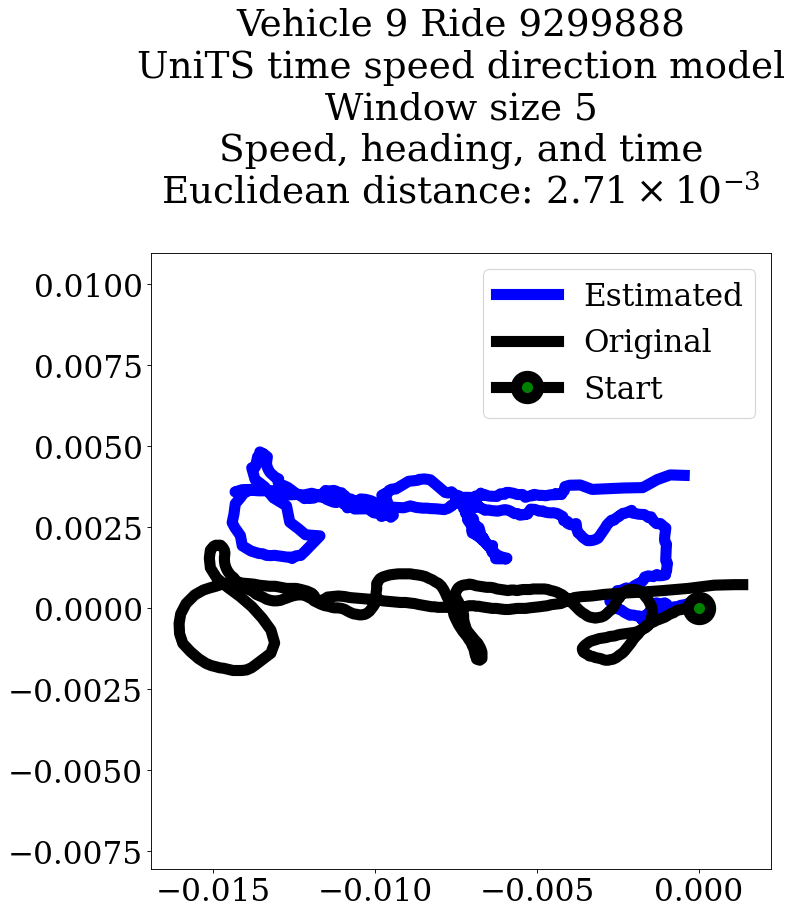 Vehicle 9 Ride 9299888
UniTS time speed direction model
Window size 5
Speed, heading, and time
Euclidean distance: $2.71 \times 10^{-3}$
0.0100
0.0075
0.0050
0.0025
0.0000
−0.0025
−0.0050
−0.0075
Estimated
Original
Start
−0.015
−0.010
−0.005
0.000